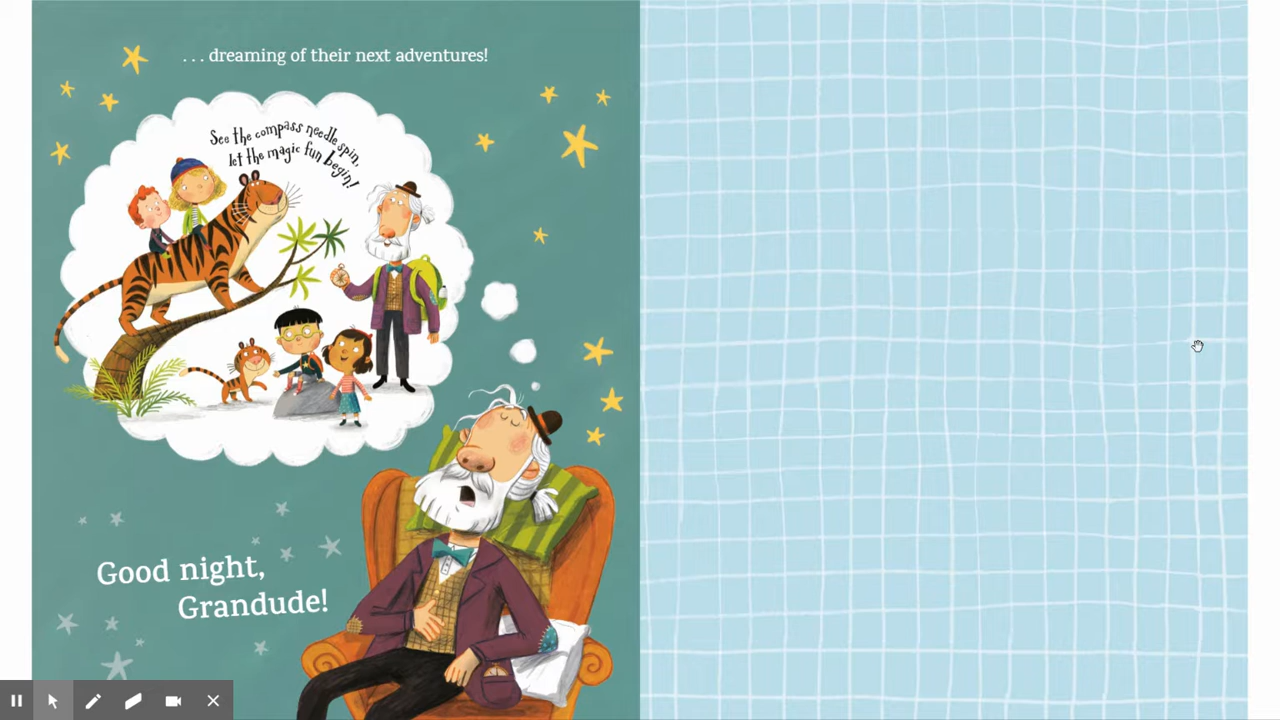 . . . dreaming of their next adventures!
See the compass needle spin,
let the magic fun begin!
Good night,
Grandude!